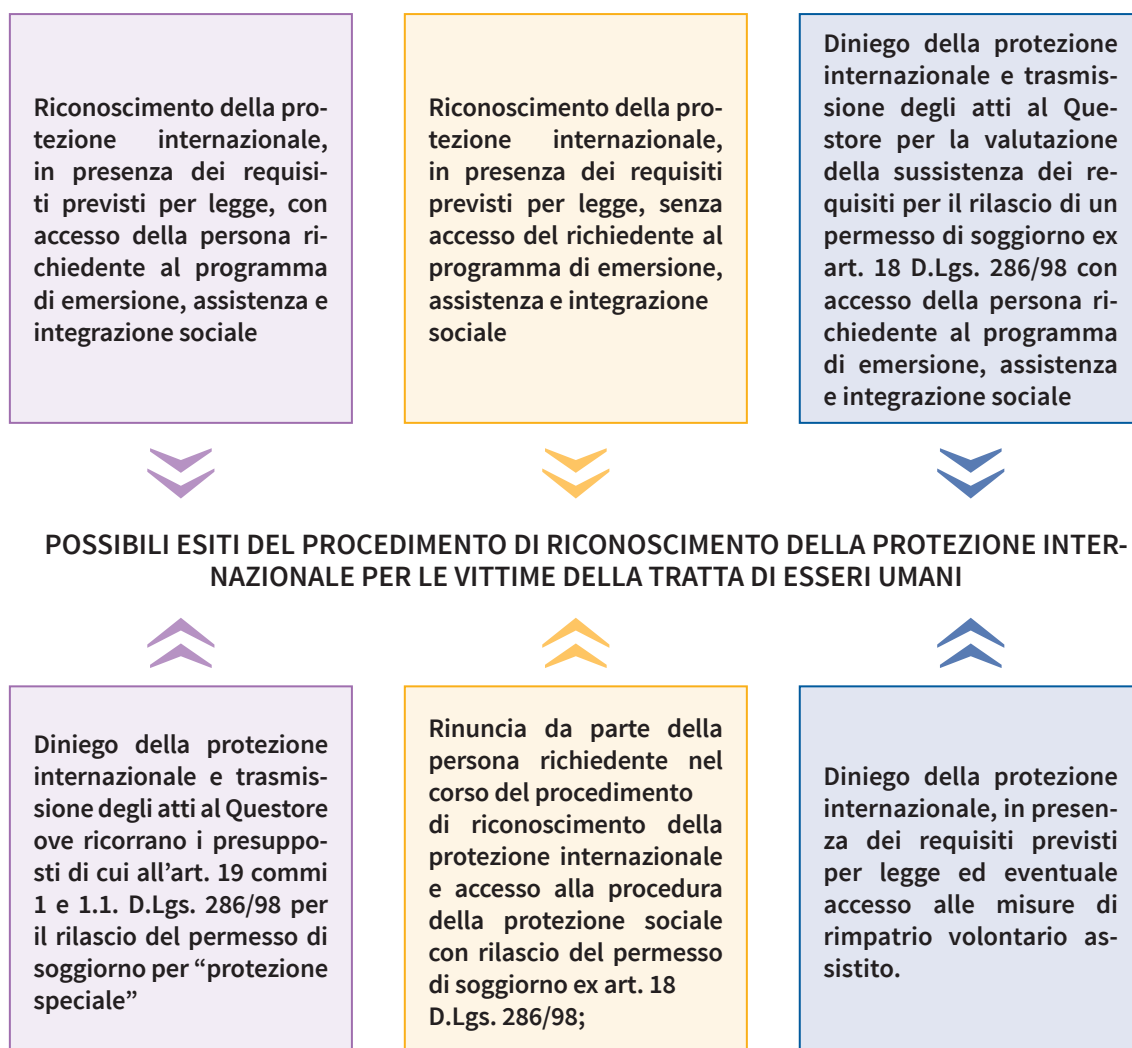 Riconoscimento della pro-
tezione internazionale,
in presenza dei requisi-
ti previsti per legge, con
accesso della persona ri-
chiedente al programma
di emersione, assistenza e
integrazione sociale
Riconoscimento della pro-
tezione internazionale,
in presenza dei requisiti
previsti per legge, senza
accesso del richiedente al
programma di emersione,
assistenza e integrazione
sociale
Diniego della protezione
internazionale e trasmis-
sione degli atti al Que-
store per la valutazione
della sussistenza dei re-
quisiti per il rilascio di un
permesso di soggiorno ex
art. 18 D.Lgs. 286/98 con
accesso della persona ri-
chiedente al programma
di emersione, assistenza
e integrazione sociale
POSSIBILI ESITI DEL PROCEDIMENTO DI RICONOSCIMENTO DELLA PROTEZIONE INTER-
NAZIONALE PER LE VITTIME DELLA TRATTA DI ESSERI UMANI
Diniego della protezione
internazionale e trasmis-
sione degli atti al Questore
ove ricorrano i presuppo-
sti di cui all’art. 19 commi
1 e 1.1. D.Lgs. 286/98 per
il rilascio del permesso di
soggiorno per “protezione
speciale”
Rinuncia da parte della
persona richiedente nel
corso del procedimento
di riconoscimento della
protezione internazionale
e accesso alla procedura
della protezione sociale
con rilascio del permesso
di soggiorno ex art. 18
D.Lgs. 286/98;
Diniego della protezione
internazionale, in presen-
za dei requisiti previsti
per legge ed eventuale
accesso alle misure di
rimpatrio volontario as-
sistito.